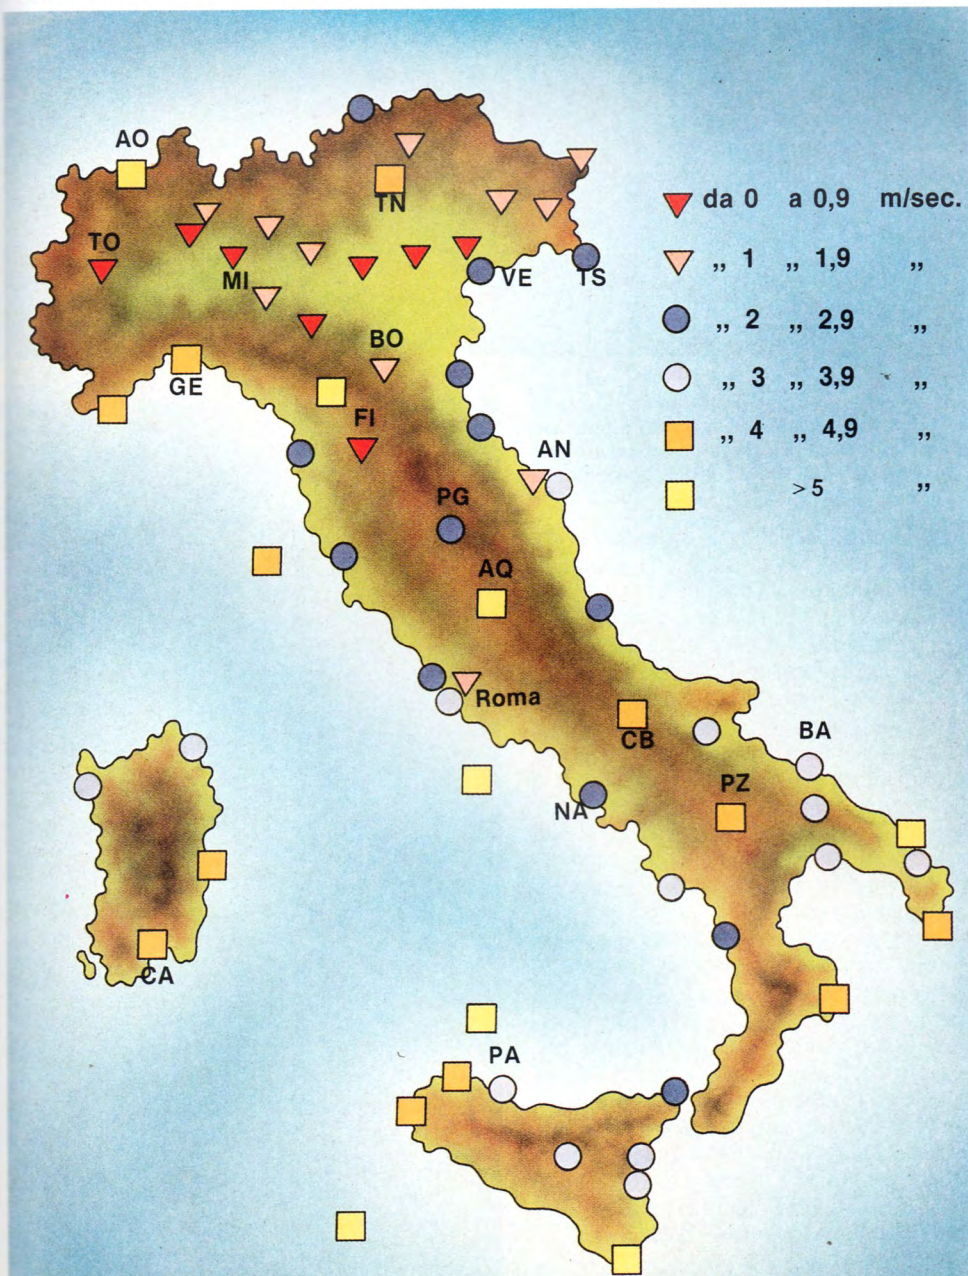 AO
TN
TO
MI
VE
TS
BO
GE
FI
AN
PG
AQ
Roma
CB
BA
NA
PZ
CA
PA
da 0 a 0,9 m/sec.
„ 1 „ 1,9 „
„ 2 „ 2,9 „
„ 3 „ 3,9 „
„ 4 „ 4,9 „
> 5 „